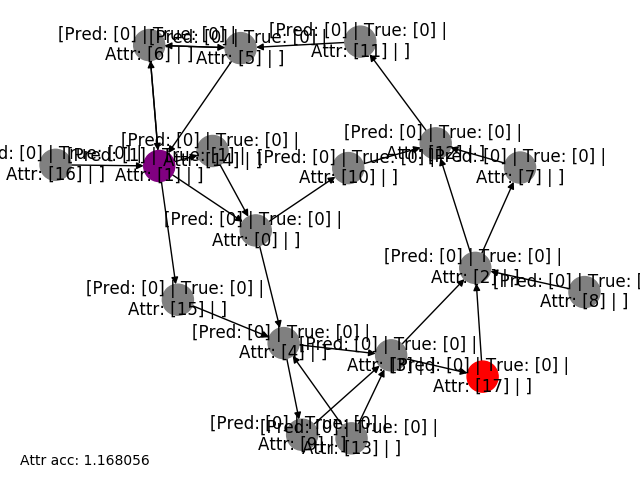 [Pred: [0] | True: [0] |
Attr: [6] | ]
[Pred: [0] | True: [0] |
Attr: [5] | ]
[Pred: [0] | True: [0] |
Attr: [11] | ]
[Pred: [0] | True: [0] |
Attr: [14] | ]
d: [0] | True: [0] |
Attr: [16] | ]
[Pred: [1] | True: [1] |
Attr: [1] | ]
[Pred: [0] | True: [0] |
Attr: [10] | ]
[Pred: [0] | True: [0] |
Attr: [12] | ]
[Pred: [0] | True: [0] |
Attr: [7] | ]
[Pred: [0] | True: [0] |
Attr: [0] | ]
[Pred: [0] | True: [0] |
Attr: [2] | ]
[Pred: [0] | True: [
Attr: [8] | ]
[Pred: [0] | True: [0] |
Attr: [15] | ]
[Pred: [0] | True: [0] |
Attr: [4] | ]
[Pred: [0] | True: [0] |
Attr: [3] | ]
[Pred: [0] | True: [0] |
Attr: [17] | ]
[Pred: [0] | True: [0] |
Attr: [9] | ]
[Pred: [0] | True: [0] |
Attr: [13] | ]
Attr acc: 1.168056